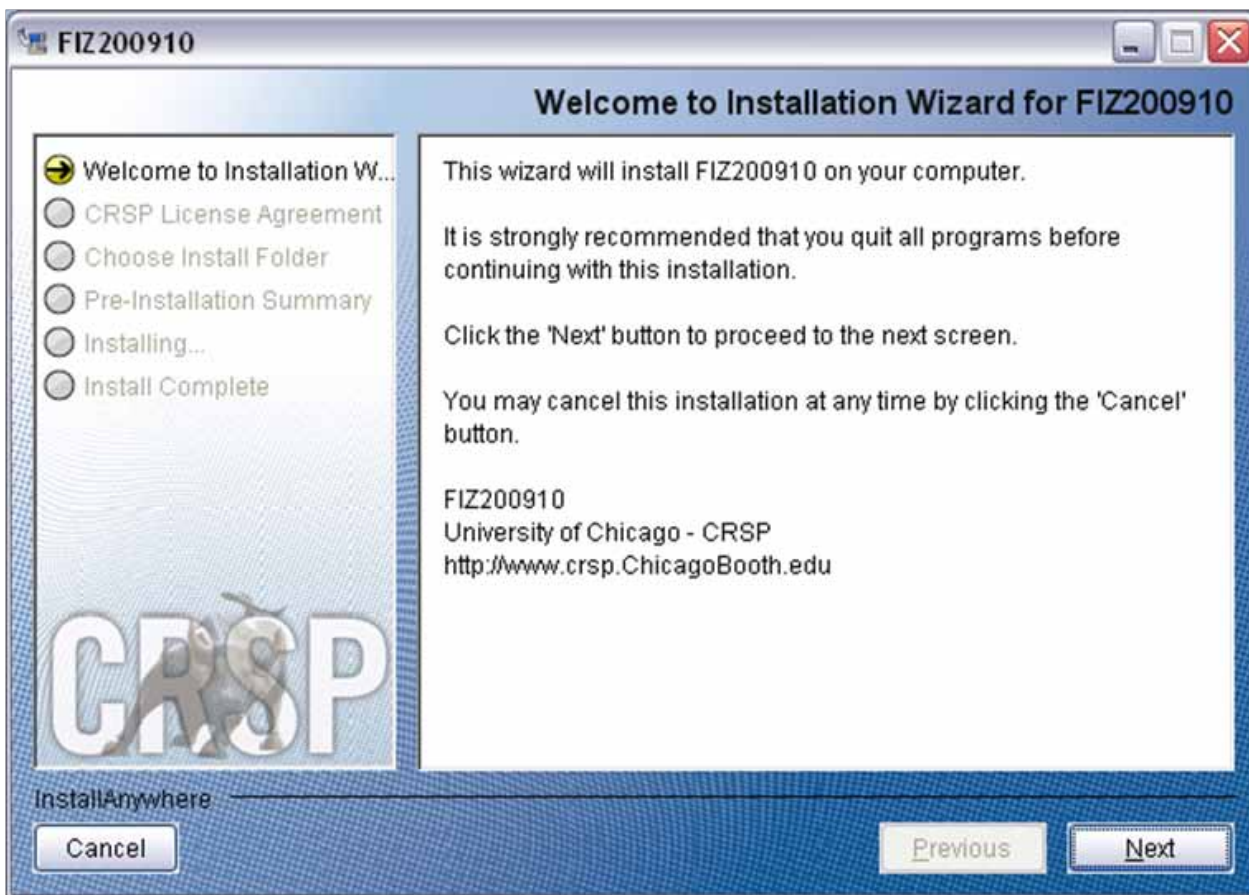 FIZ200910
Welcome to Installation Wizard for FIZ200910
Welcome to Installation W...
CRSP License Agreement
Choose Install Folder
Pre-Installation Summary
Installing...
Install Complete
CRSP
This wizard will install FIZ200910 on your computer.
It is strongly recommended that you quit all programs before
continuing with this installation.
Click the 'Next' button to proceed to the next screen.
You may cancel this installation at any time by clicking the 'Cancel'
button.
FIZ200910
University of Chicago - CRSP
http://www.crsp.ChicagoBooth.edu
InstallAnywhere
Cancel
Previous
Next